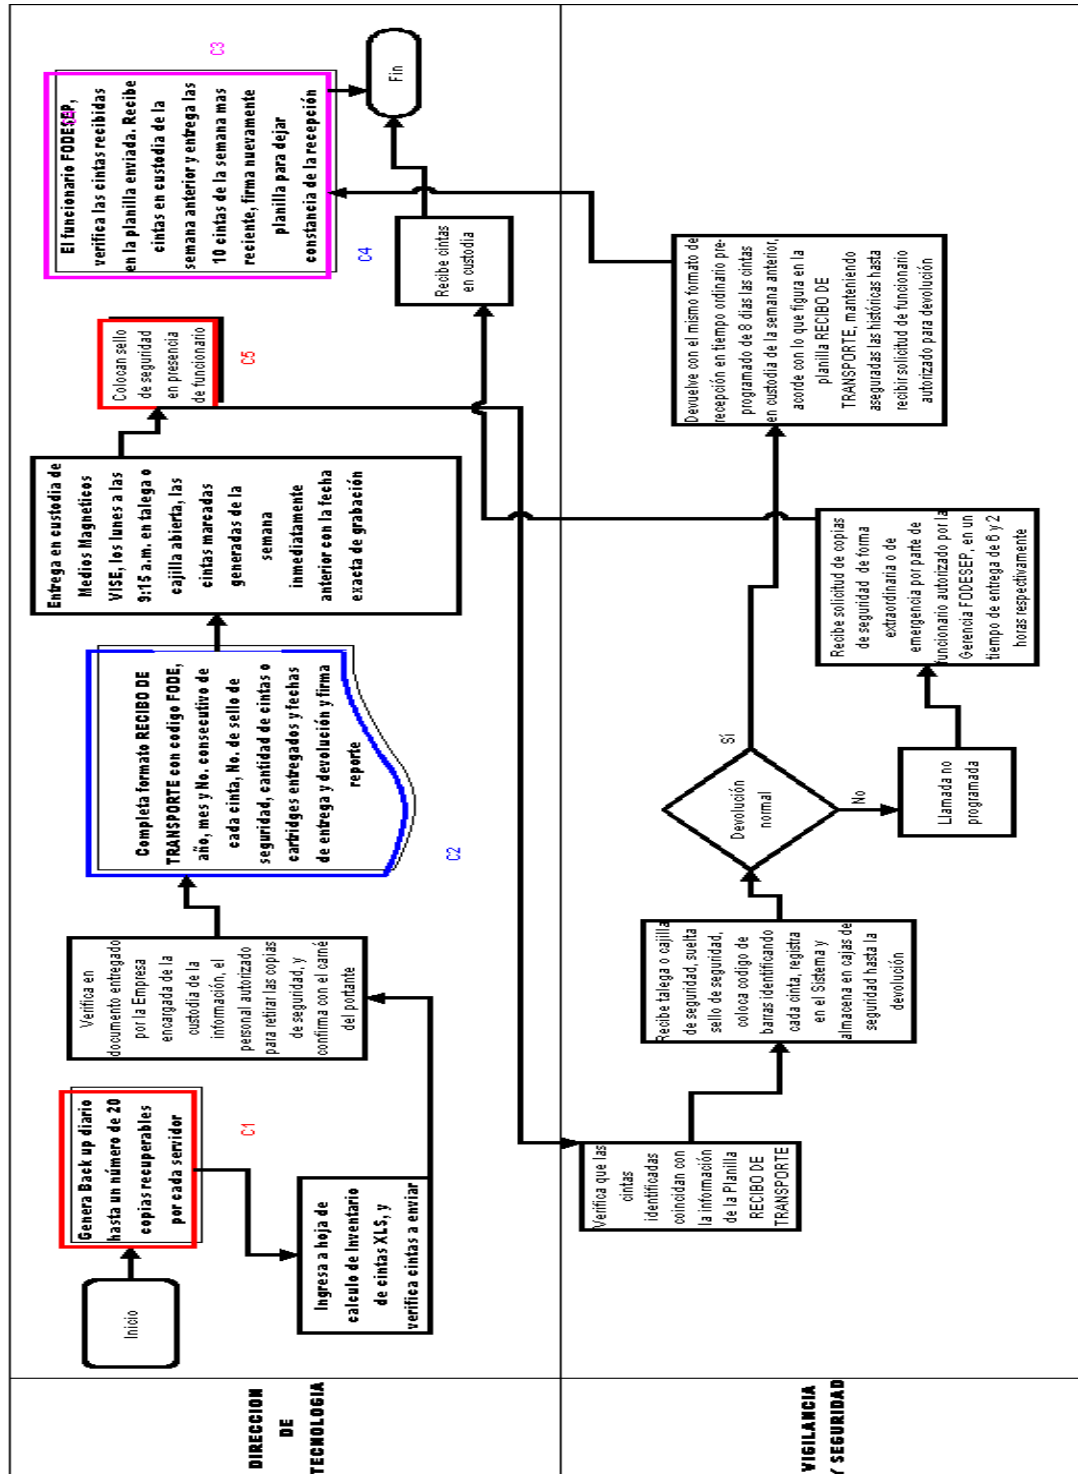 DIRECCION
DE
TECNOLOGIA
Inicio
Genera Back up diario
hasta un número de 20
copias recuperables
por cada servidor
C1
Ingresa a hoja de
calculo de Inventario
de cintas XLS, y
verifica cintas a enviar
Verifica en
documento entregado
por la Empresa
encargada de la
custodia de la
información, el
personal autorizado
para retirar las copias
de seguridad, y
confirma con el carné
del portante
Completa formato RECIBO DE
TRANSPORTE con codigo FODE,
año, mes y No. consecutivo de
cada cinta, No. de sello de
seguridad, cantidad de cintas o
cartridges entregados y fechas
de entrega y devolución y firma
reporte
C2
Entrega en custodia de
Medios Magneticos
VISE, los lunes a las
9:15 a.m. en talega o
cajilla abierta, las
cintas marcadas
generadas de la
semana
inmediatamente
anterior con la fecha
exacta de grabación
Colocan sello
de seguridad
en presencia
de funcionario
C5
El funcionario FODESEP,
verifica las cintas recibidas
en la planilla enviada. Recibe
cintas en custodia de la
semana anterior y entrega las
10 cintas de la semana mas
reciente, firma nuevamente
planilla para dejar
constancia de la recepción
C3
C4
Recibe cintas
en custodia
Fin
VIGILANCIA
Y SEGURIDAD
Verifica que las
cintas
identificadas
coincidan con
la información
de la Planilla
RECIBO DE
TRANSPORTE
Recibe talega o cajilla
de seguridad, suelta
sello de seguridad,
coloca codigo de
barras identificando
cada cinta, registra
en el Sistema y
almacena en cajas de
seguridad hasta la
devolución
Devolución
normal
Sí
No
Llamada no
programada
Recibe solicitud de copias
de seguridad de forma
extraordinaria o de
emergencia por parte de
funcionario autorizado por la
Gerencia FODESEP, en un
tiempo de entrega de 6 y 2
horas respectivamente
Devuelve con el mismo formato de
recepción en tiempo ordinario pre-
programado de 8 dias las cintas
en custodia de la semana anterior,
acorde con lo que figura en la
planilla RECIBO DE
TRANSPORTE, manteniendo
aseguradas las históricas hasta
recibir solicitud de funcionario
autorizado para devolución